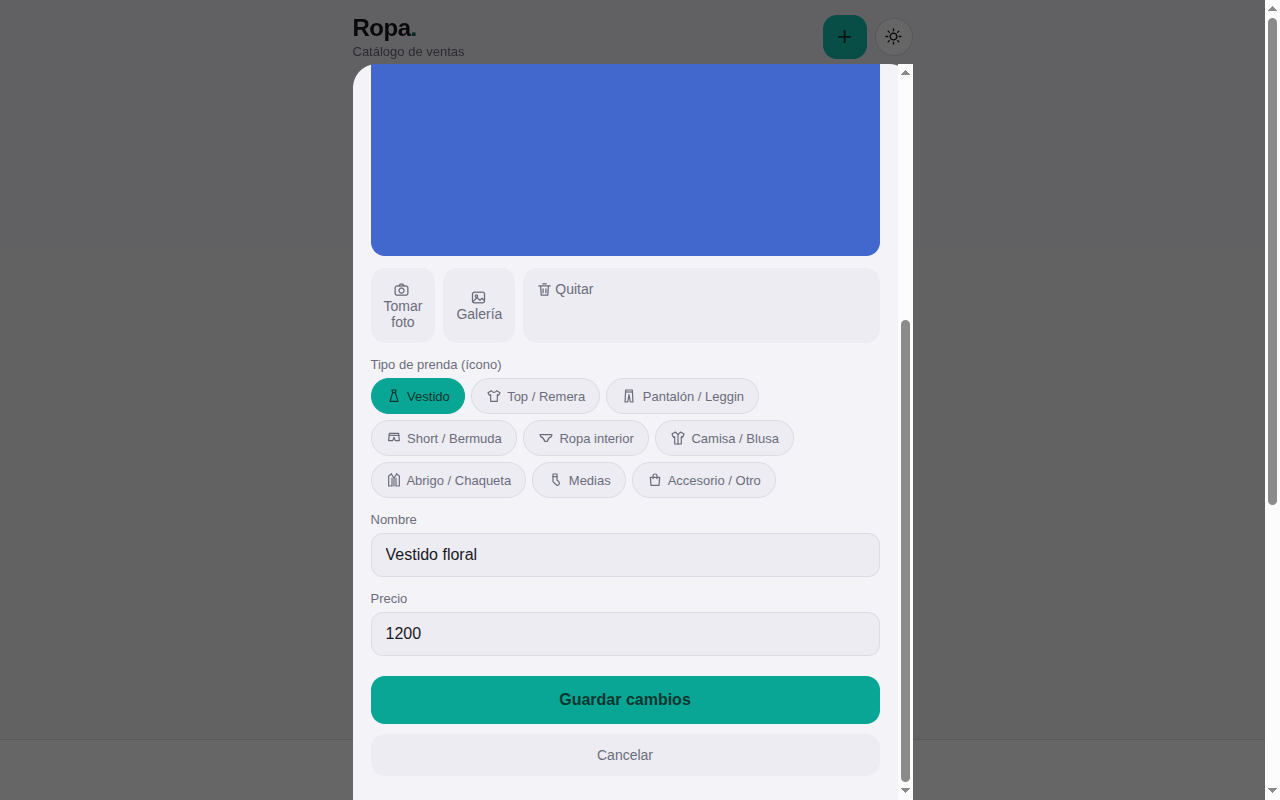 Ropa.
Catálogo de ventas
+
Tomar
foto
Galería
Quitar
Tipo de prenda (ícono)
Vestido
Top / Remera
Pantalón / Leggin
Short / Bermuda
Ropa interior
Camisa / Blusa
Abrigo / Chaqueta
Medias
Accesorio / Otro
Nombre
Vestido floral
Precio
1200
Guardar cambios
Cancelar